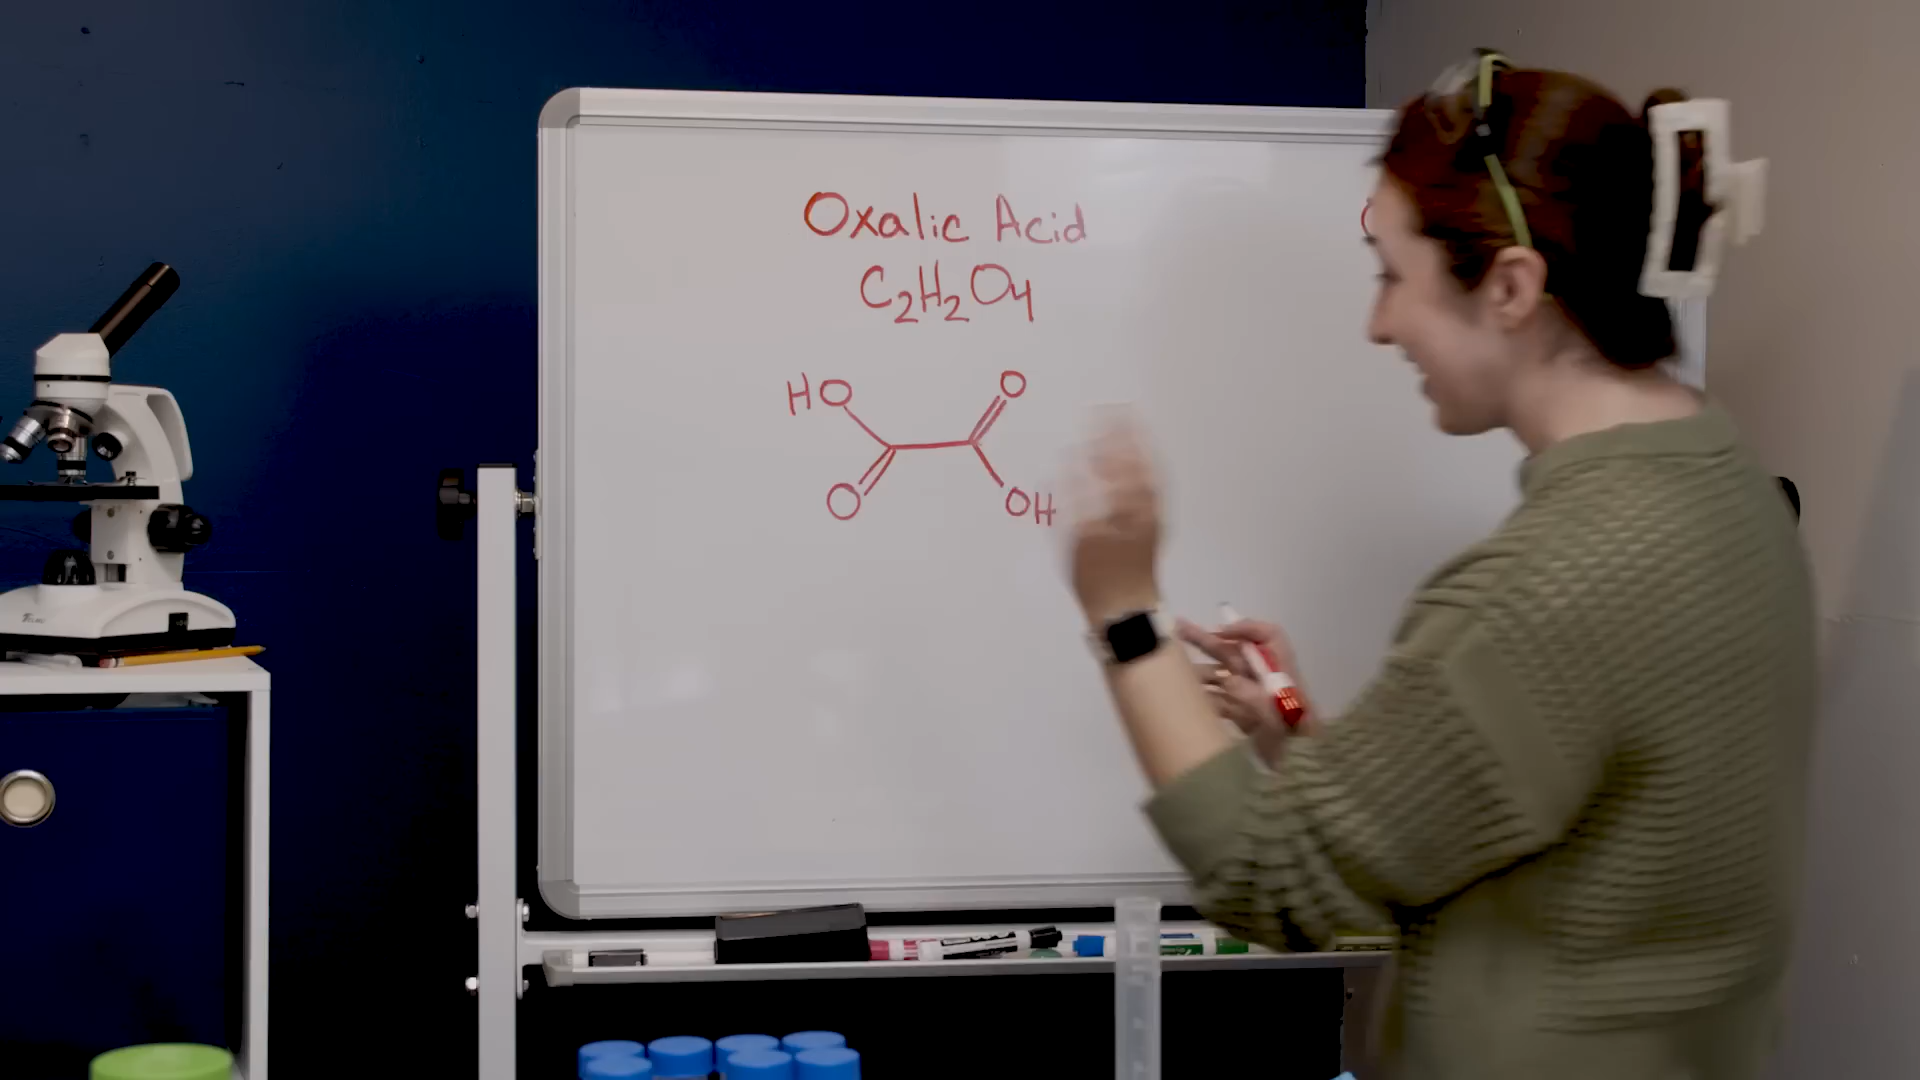 Oxalic Acid
C₂H₂O₄
HO
O
O
OH